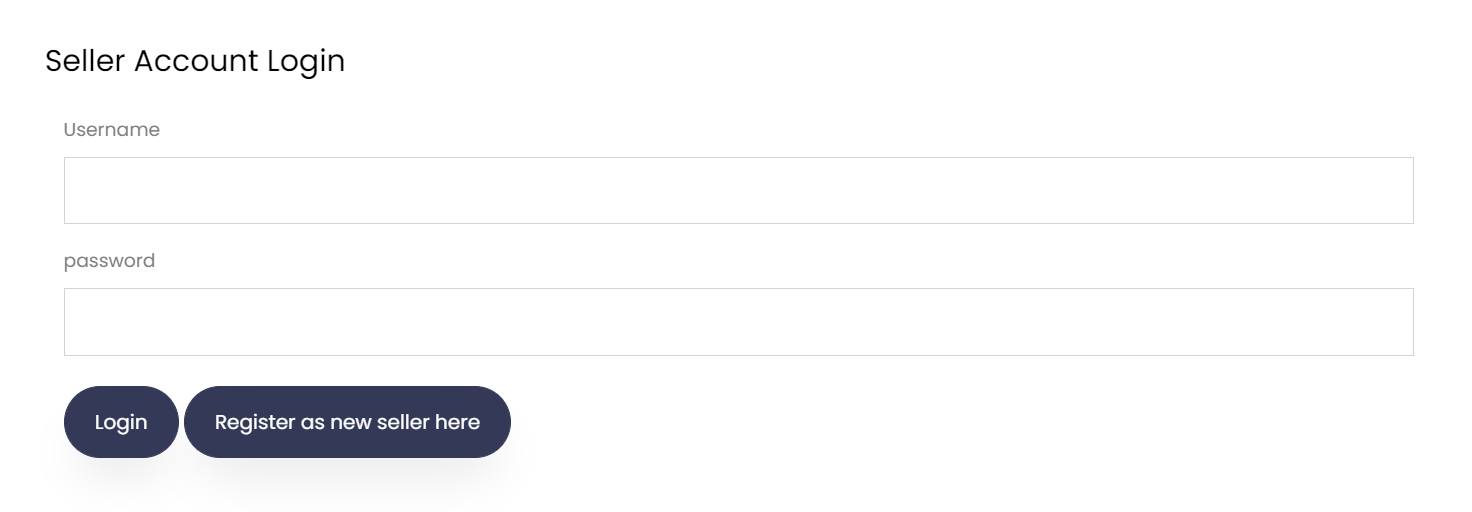 Seller Account Login
Username
password
Login Register as new seller here